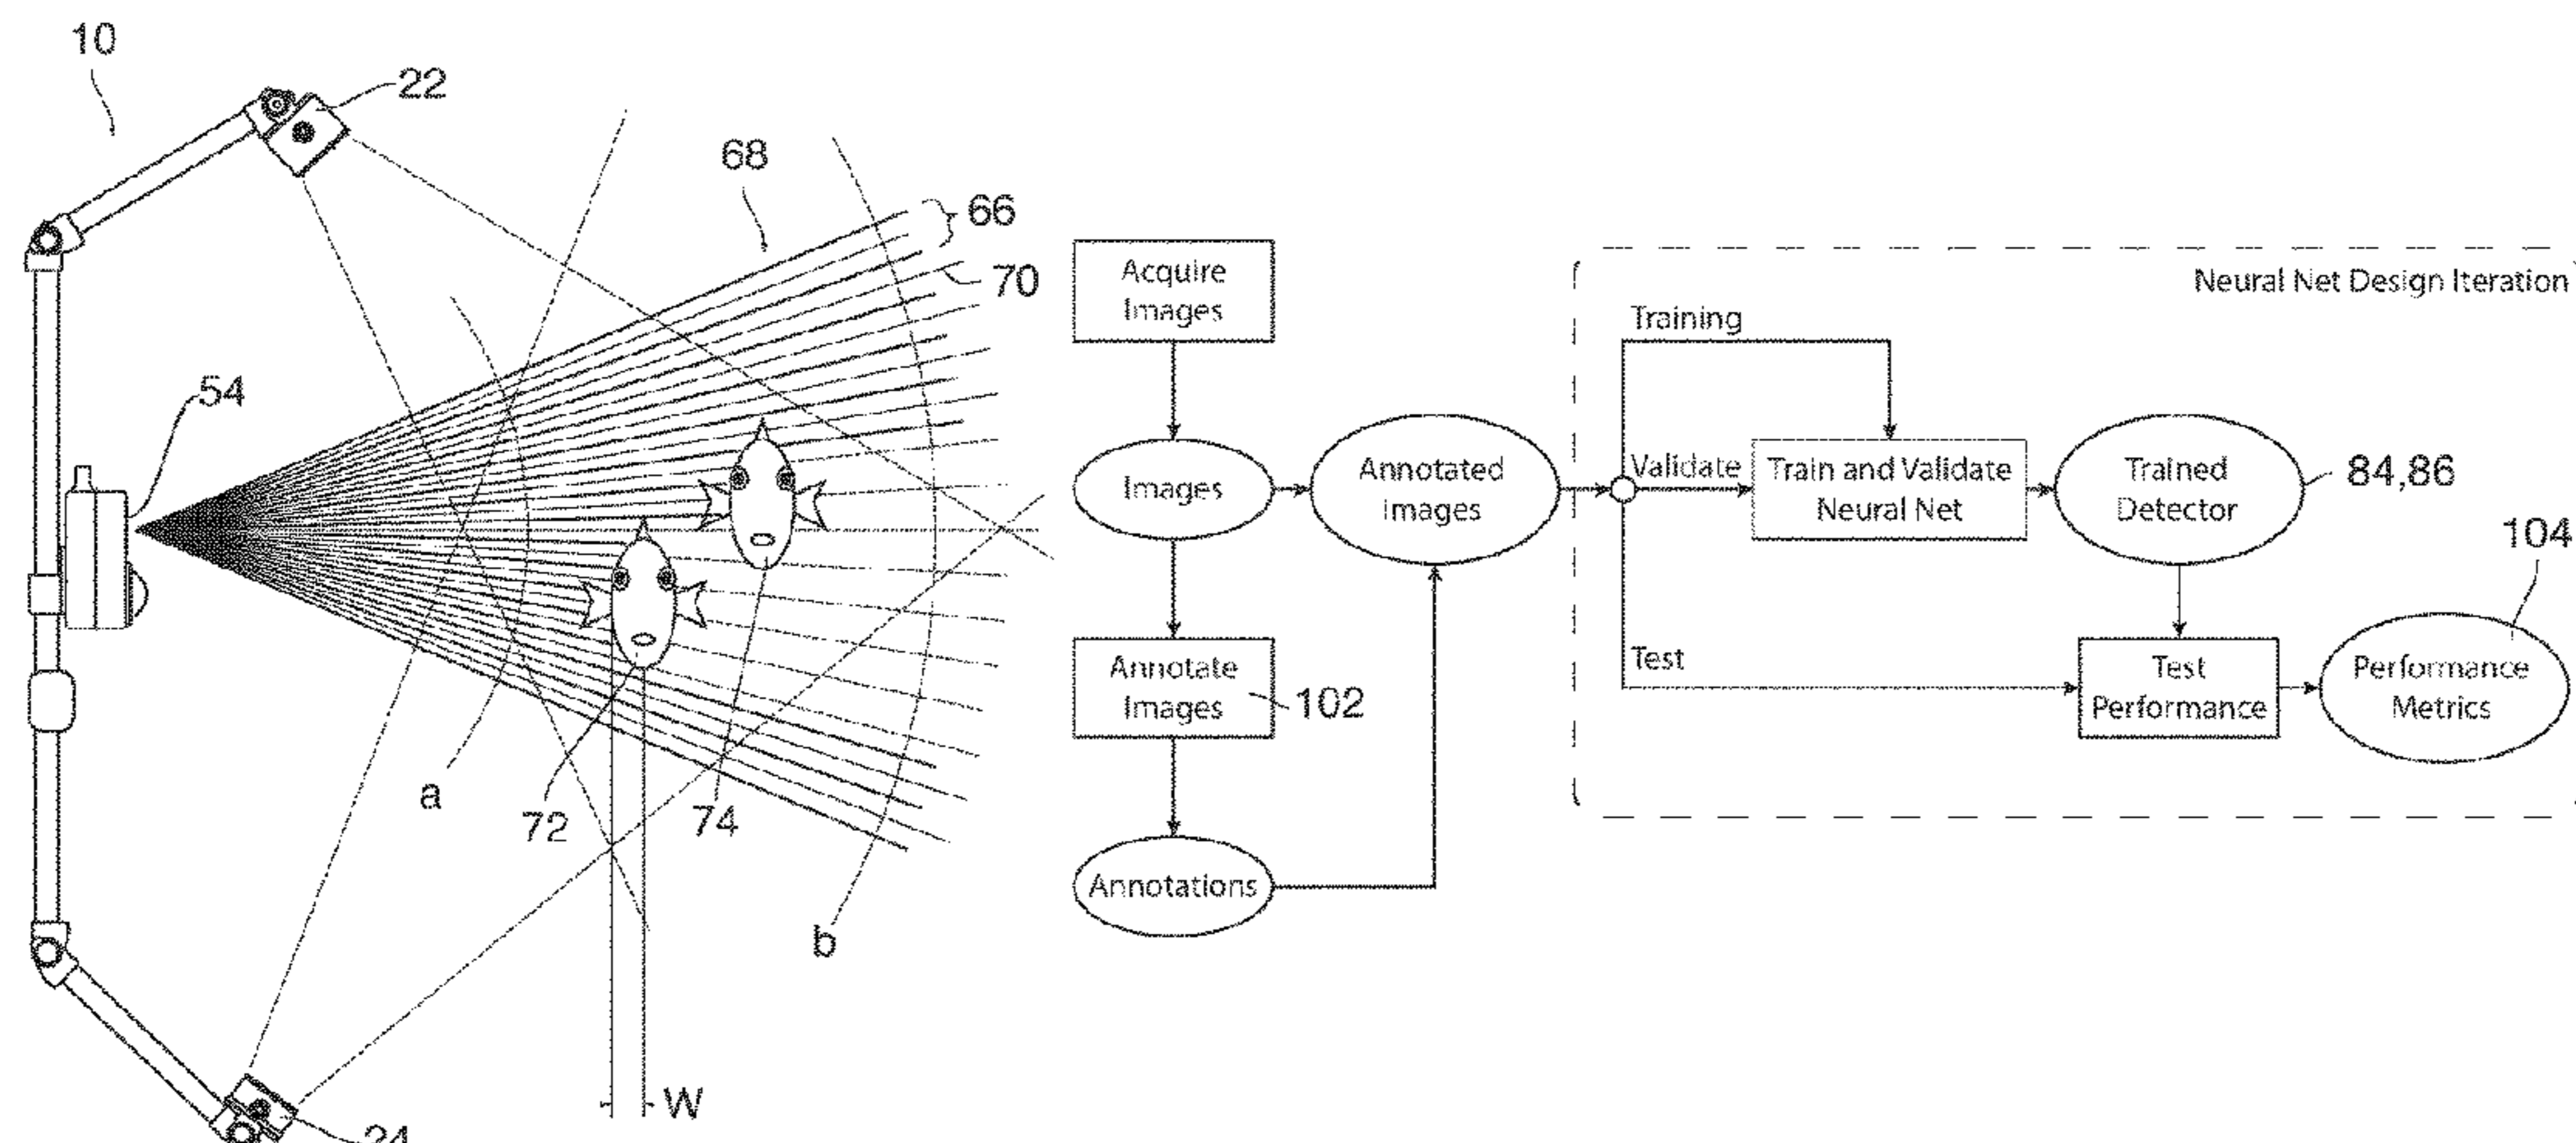 10
22
68
66
70
54
a
72
74
b
W
24
Acquire
Images
Images
Annotate
Images
102
Annotations
Annotated
Images
Neural Net Design Iteration
Training
Validate
Test
Train and Validate
Neural Net
Trained
Detector
84,86
104
Test
Performance
Performance
Metrics